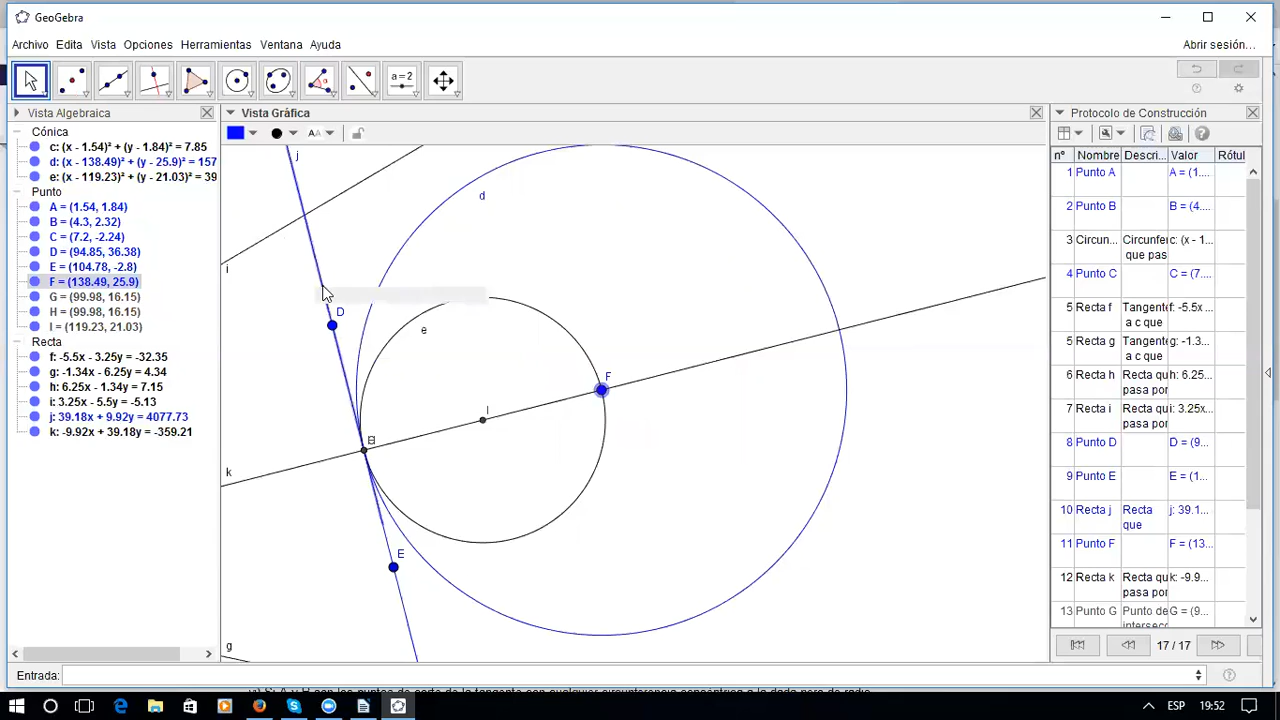 GeoGebra
Archivo Edita Vista Opciones Herramientas Ventana Ayuda
Abrir sesión…
a = 2
Vista Algebraica
Vista Gráfica
Protocolo de Construcción
AA
Cónica
c: (x - 1.54)² + (y - 1.84)² = 7.85
d: (x - 138.49)² + (y - 25.9)² = 157
e: (x - 119.23)² + (y - 21.03)² = 39
Punto
A = (1.54, 1.84)
B = (4.3, 2.32)
C = (7.2, -2.24)
D = (94.85, 36.38)
E = (104.78, -2.8)
F = (138.49, 25.9)
G = (99.98, 16.15)
H = (99.98, 16.15)
I = (119.23, 21.03)
Recta
f: -5.5x - 3.25y = -32.35
g: -1.34x - 6.25y = 4.34
h: 6.25x - 1.34y = 7.15
i: 3.25x - 5.5y = -5.13
j: 39.18x + 9.92y = 4077.73
k: -9.92x + 39.18y = -359.21
j
d
i
D
e
F
I
k
E
g
nº Nombre Descri... Valor Rótul
1 Punto A A = (1....
2 Punto B B = (4....
3 Circun... Circunfer c: (x - 1...
que pas
4 Punto C C = (7....
5 Recta f Tangente f: -5.5x
a c que
5 Recta g Tangente g: -1.3...
a c que
6 Recta h Recta qu h: 6.25...
pasa por
7 Recta i Recta qu i: 3.25x
pasa por
8 Punto D D = (9...
9 Punto E E = (1...
10 Recta j Recta j: 39.1...
que
11 Punto F F = (13...
12 Recta k Recta qu k: -9.9...
pasa por
13 Punto G Punto de G = (9...
intersecc
17 / 17
Entrada:
ESP 19:52